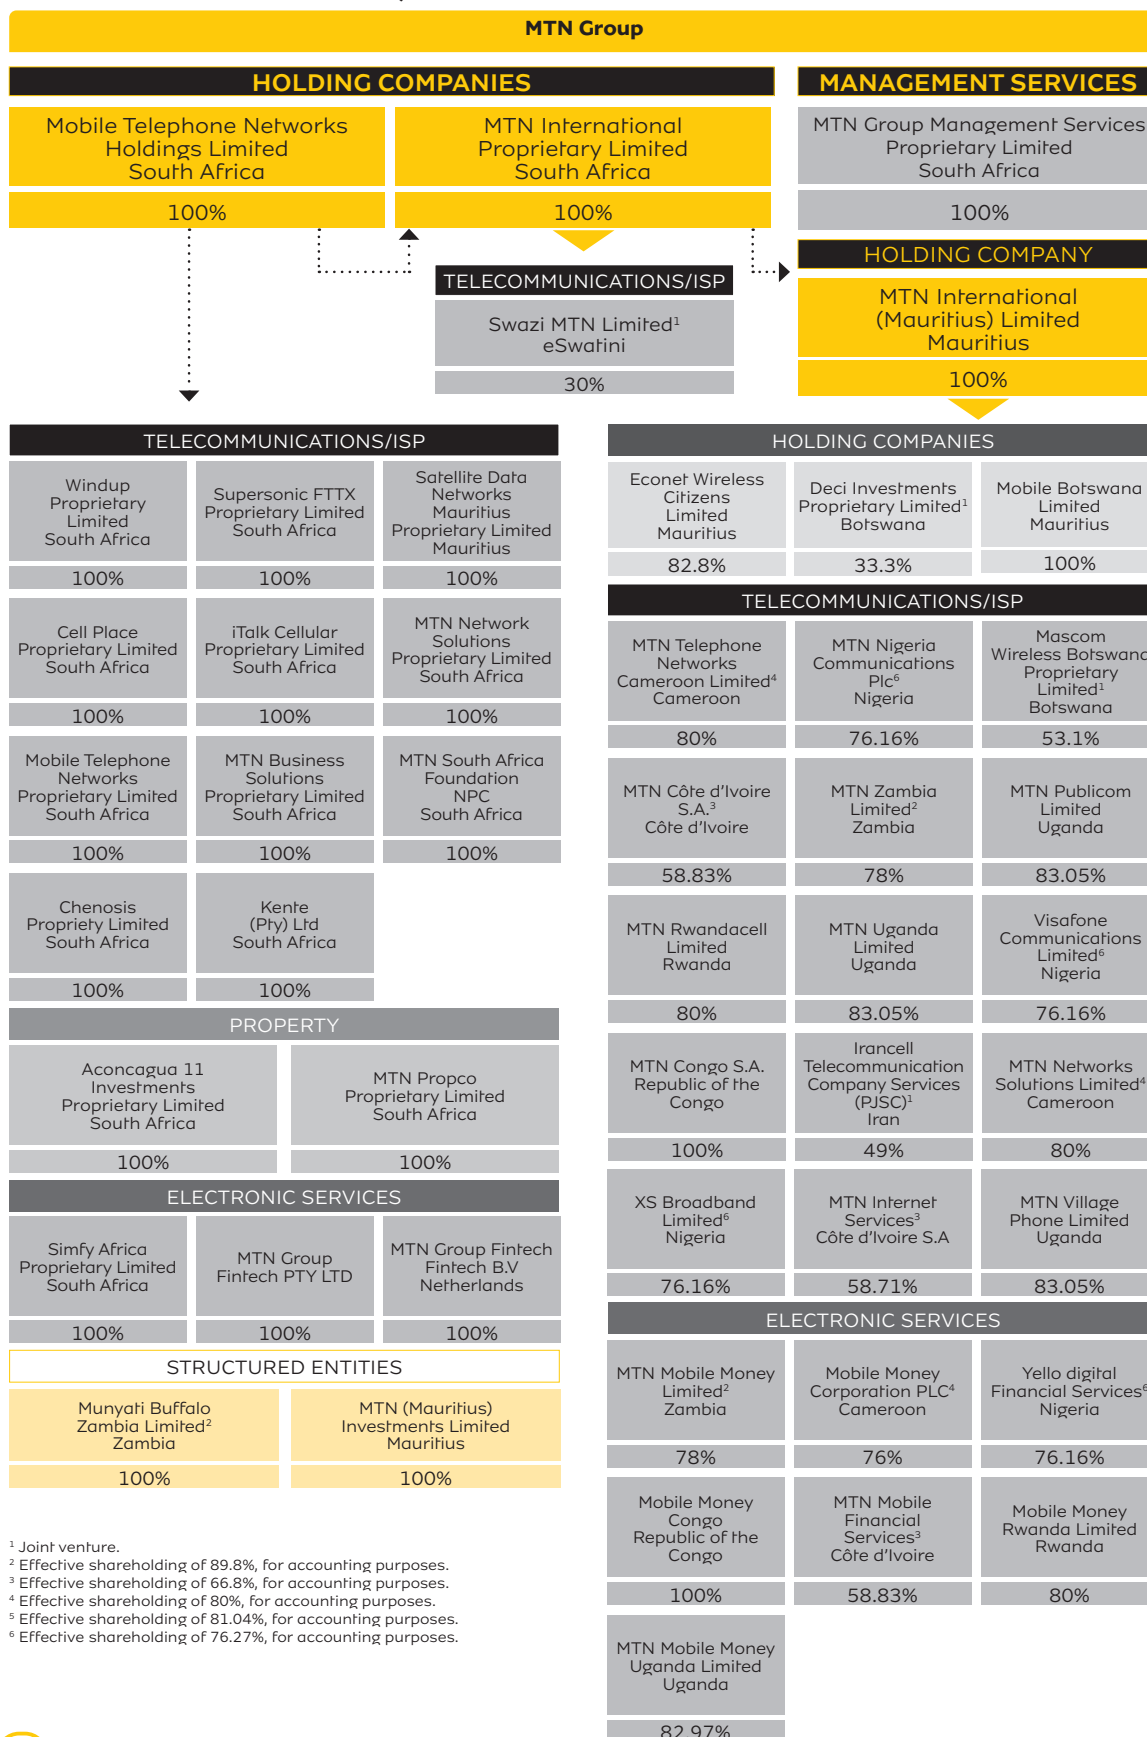 MTN Group
HOLDING COMPANIES
Mobile Telephone Networks
Holdings Limited
South Africa
100%
MTN International
Proprietary Limited
South Africa
100%
MANAGEMENT SERVICES
MTN Group Management Services
Proprietary Limited
South Africa
100%
TELECOMMUNICATIONS/ISP
Swazi MTN Limited¹
eSwatini
30%
HOLDING COMPANY
MTN International
(Mauritius) Limited
Mauritius
100%
TELECOMMUNICATIONS/ISP
Windup
Proprietary
Limited
South Africa
100%
Supersonic FTTX
Proprietary Limited
South Africa
100%
Satellite Data
Networks
Mauritius
Proprietary Limited
Mauritius
100%
Cell Place
Proprietary Limited
South Africa
100%
iTalk Cellular
Proprietary Limited
South Africa
100%
MTN Network
Solutions
Proprietary Limited
South Africa
100%
Mobile Telephone
Networks
Proprietary Limited
South Africa
100%
MTN Business
Solutions
Proprietary Limited
South Africa
100%
MTN South Africa
Foundation
NPC
South Africa
100%
Chenosis
Propriety Limited
South Africa
100%
Kente
(Pty) Ltd
South Africa
100%
PROPERTY
Aconcagua 11
Investments
Proprietary Limited
South Africa
100%
MTN Propco
Proprietary Limited
South Africa
100%
ELECTRONIC SERVICES
Simfy Africa
Proprietary Limited
South Africa
100%
MTN Group
Fintech PTY LTD
100%
MTN Group Fintech
Fintech B.V
Netherlands
100%
STRUCTURED ENTITIES
Munyati Buffalo
Zambia Limited²
Zambia
100%
MTN (Mauritius)
Investments Limited
Mauritius
100%
¹ Joint venture.
² Effective shareholding of 89.8%, for accounting purposes.
³ Effective shareholding of 66.8%, for accounting purposes.
⁴ Effective shareholding of 80%, for accounting purposes.
⁵ Effective shareholding of 81.04%, for accounting purposes.
⁶ Effective shareholding of 76.27%, for accounting purposes.
HOLDING COMPANIES
Econet Wireless
Citizens
Limited
Mauritius
82.8%
Deci Investments
Proprietary Limited¹
Botswana
33.3%
Mobile Botswana
Limited
Mauritius
100%
TELECOMMUNICATIONS/ISP
MTN Telephone
Networks
Cameroon Limited⁴
Cameroon
80%
MTN Nigeria
Communications
Plc⁶
Nigeria
76.16%
Mascom
Wireless Botswana
Proprietary
Limited¹
Botswana
53.1%
MTN Côte d'Ivoire
S.A.³
Côte d'Ivoire
58.83%
MTN Zambia
Limited²
Zambia
78%
MTN Publicom
Limited
Uganda
83.05%
MTN Rwandacell
Limited
Rwanda
80%
MTN Uganda
Limited
Uganda
83.05%
Visafone
Communications
Limited⁶
Nigeria
76.16%
MTN Congo S.A.
Republic of the
Congo
100%
Irancell
Telecommunication
Company Services
(PJSC)¹
Iran
49%
MTN Networks
Solutions Limited⁴
Cameroon
80%
XS Broadband
Limited⁶
Nigeria
76.16%
MTN Internet
Services³
Côte d'Ivoire S.A
58.71%
MTN Village
Phone Limited
Uganda
83.05%
ELECTRONIC SERVICES
MTN Mobile Money
Limited²
Zambia
78%
Mobile Money
Corporation PLC⁴
Cameroon
76%
Yello digital
Financial Services⁶
Nigeria
76.16%
Mobile Money
Congo
Republic of the
Congo
100%
MTN Mobile
Financial
Services³
Côte d'Ivoire
58.83%
Mobile Money
Rwanda Limited
Rwanda
80%
MTN Mobile Money
Uganda Limited
Uganda
82.97%